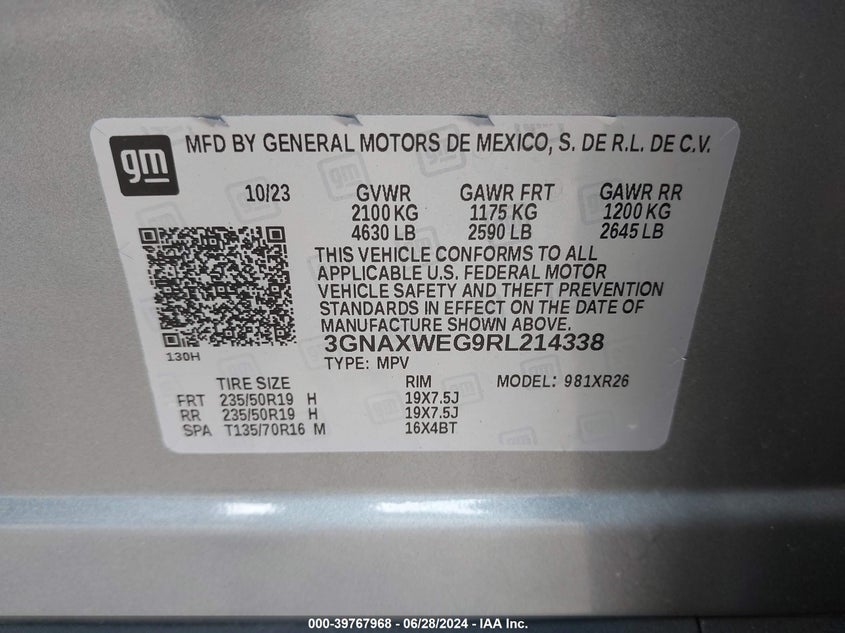 gm
MFD BY GENERAL MOTORS DE MEXICO, S. DE R.L. DE C.V.
10/23 GVWR GAWR FRT GAWR RR
2100 KG 1175 KG 1200 KG
4630 LB 2590 LB 2645 LB
THIS VEHICLE CONFORMS TO ALL
APPLICABLE U.S. FEDERAL MOTOR
VEHICLE SAFETY AND THEFT PREVENTION
STANDARDS IN EFFECT ON THE DATE OF
MANUFACTURE SHOWN ABOVE.
130H
3GNAXWEG9RL214338
TYPE: MPV
TIRE SIZE RIM MODEL: 981XR26
FRT 235/50R19 H 19X7.5J
RR 235/50R19 H 19X7.5J
SPA T135/70R16 M 16X4BT
000-39767968 - 06/28/2024 - IAA Inc.